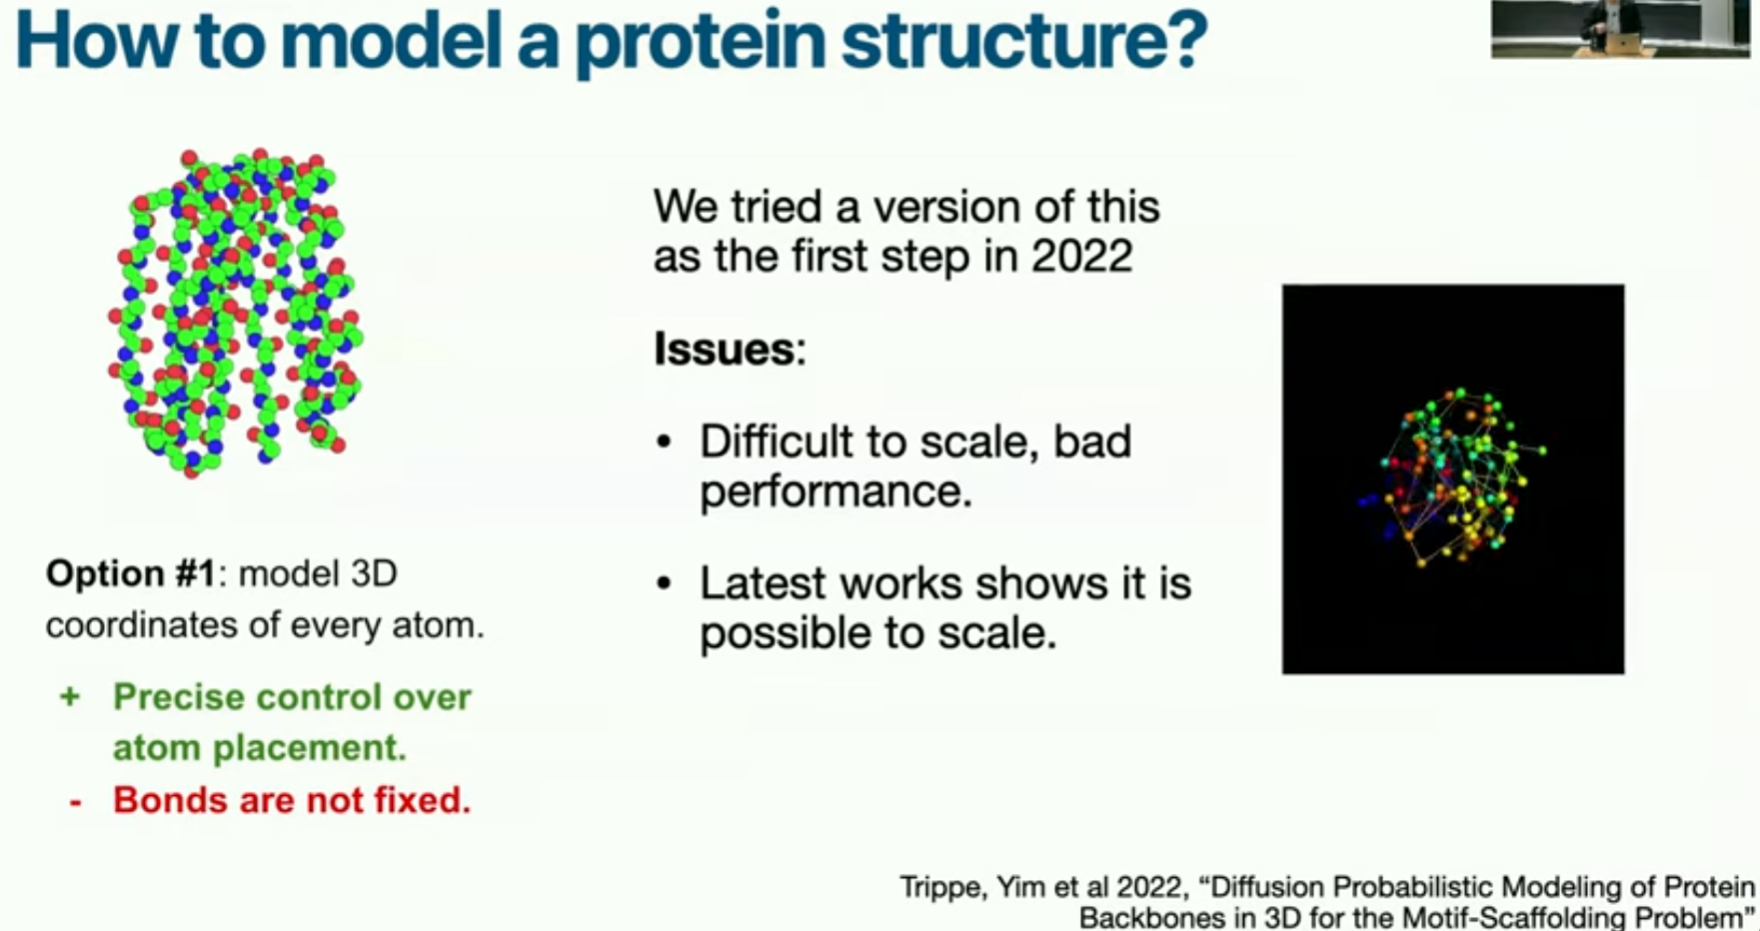 How to model a protein structure?
We tried a version of this
as the first step in 2022
Issues:
• Difficult to scale, bad
performance.
• Latest works shows it is
possible to scale.
Option #1: model 3D
coordinates of every atom.
+ Precise control over
atom placement.
- Bonds are not fixed.
Trippe, Yim et al 2022, “Diffusion Probabilistic Modeling of Protein
Backbones in 3D for the Motif-Scaffolding Problem”